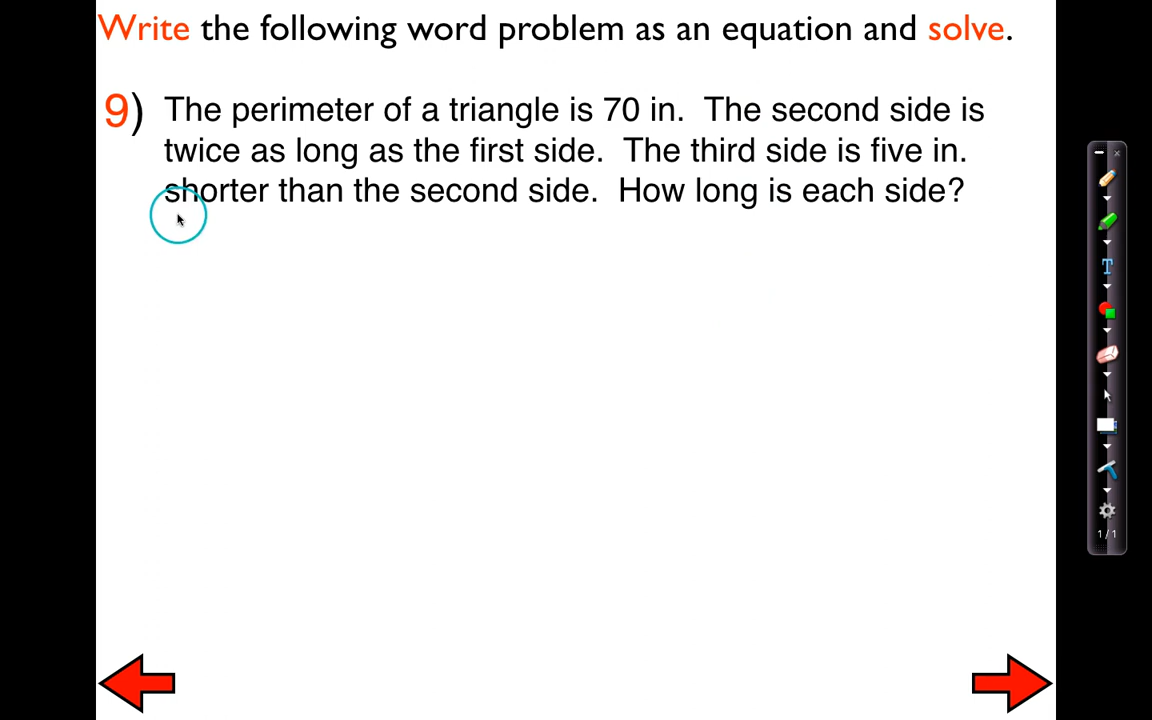 Write the following word problem as an equation and solve.
9) The perimeter of a triangle is 70 in. The second side is
twice as long as the first side. The third side is five in.
shorter than the second side. How long is each side?
T
1 / 1